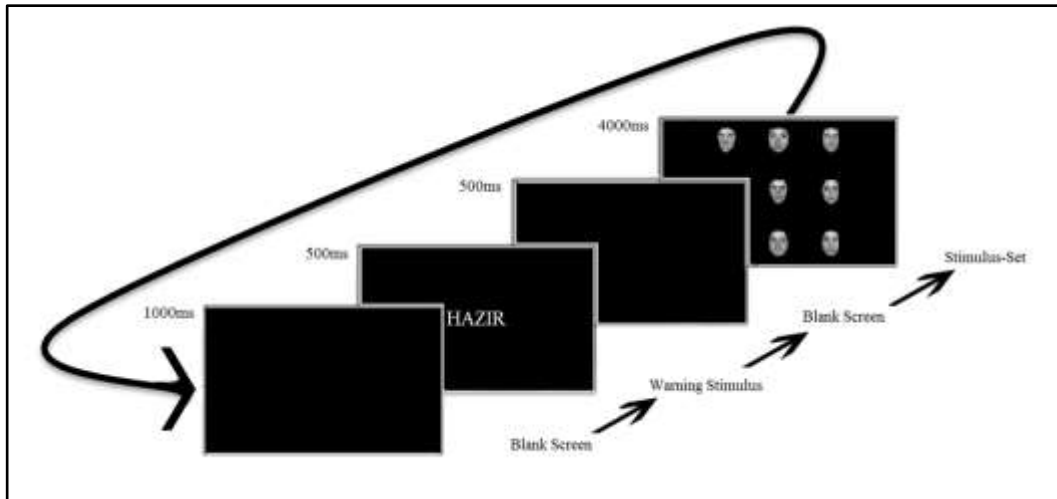 4000ms
500ms
500ms
1000ms
HAZIR
Stimulus-Set
Blank Screen
Warning Stimulus
Blank Screen